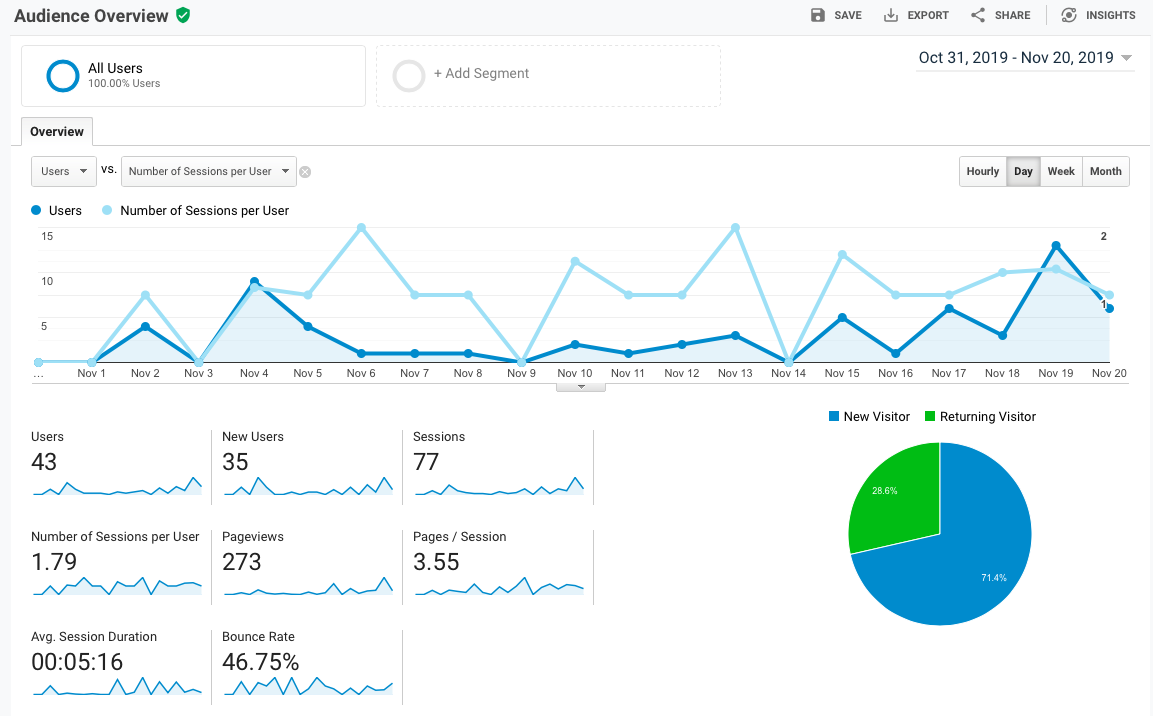 Audience Overview
SAVE EXPORT SHARE INSIGHTS
All Users
100.00% Users
+ Add Segment
Oct 31, 2019 - Nov 20, 2019
Overview
Users vs. Number of Sessions per User
Hourly Day Week Month
Users Number of Sessions per User
15 2
10
5 1
... Nov 1 Nov 2 Nov 3 Nov 4 Nov 5 Nov 6 Nov 7 Nov 8 Nov 9 Nov 10 Nov 11 Nov 12 Nov 13 Nov 14 Nov 15 Nov 16 Nov 17 Nov 18 Nov 19 Nov 20
New Visitor Returning Visitor
Users New Users Sessions
43 35 77
Number of Sessions per User Pageviews Pages / Session
1.79 273 3.55
Avg. Session Duration Bounce Rate
00:05:16 46.75%
28.6%
71.4%